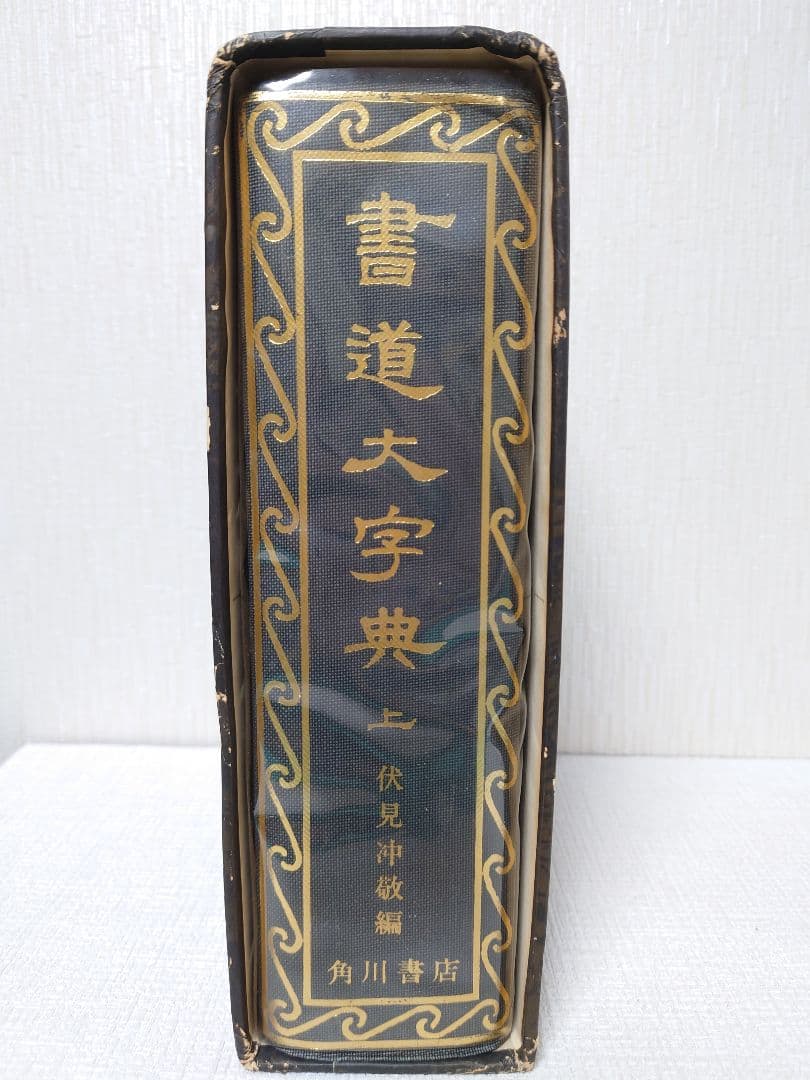 書道大字典 上
伏見冲敬編
角川書店